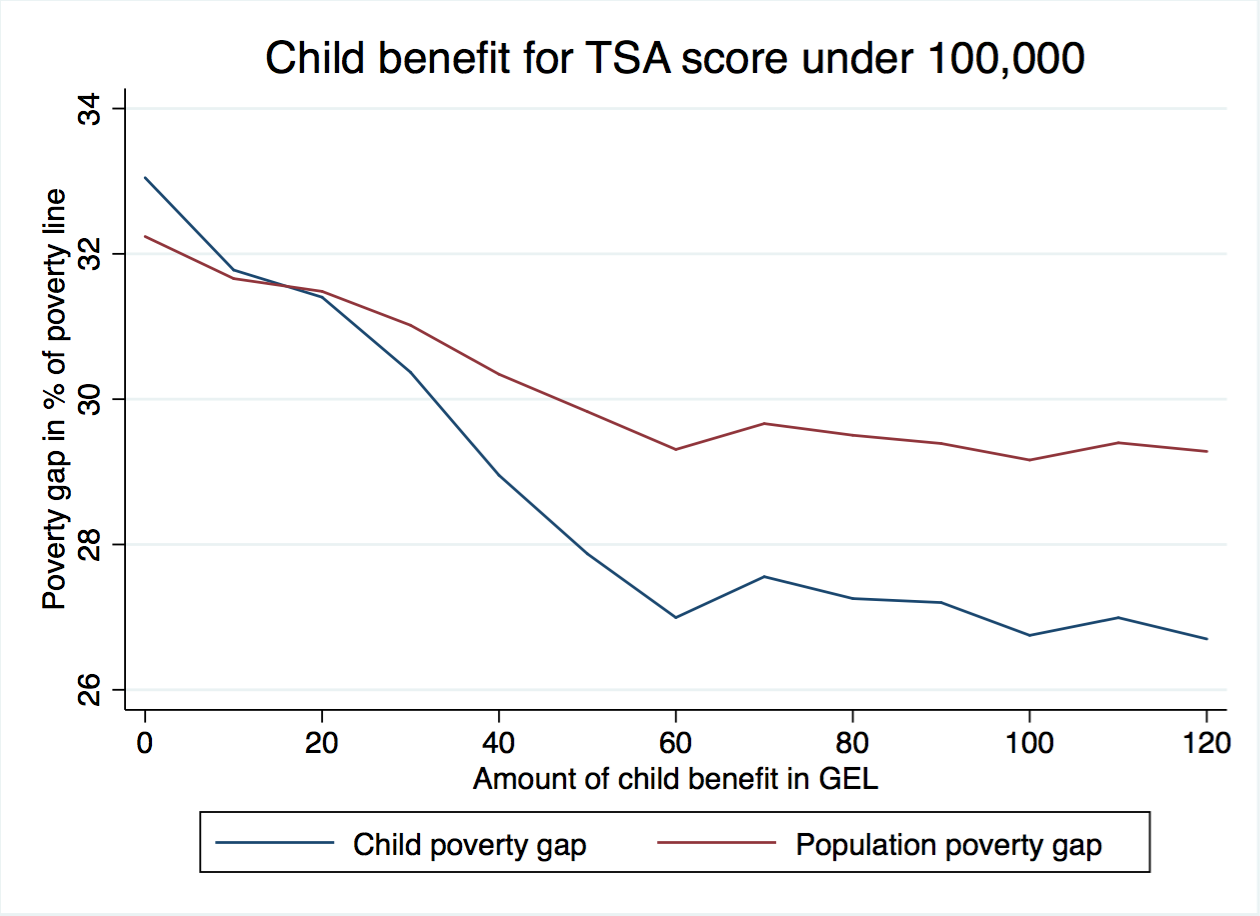 Child benefit for TSA score under 100,000
Poverty gap in % of poverty line
34
32
30
28
26
0 20 40 60 80 100 120
Amount of child benefit in GEL
Child poverty gap Population poverty gap